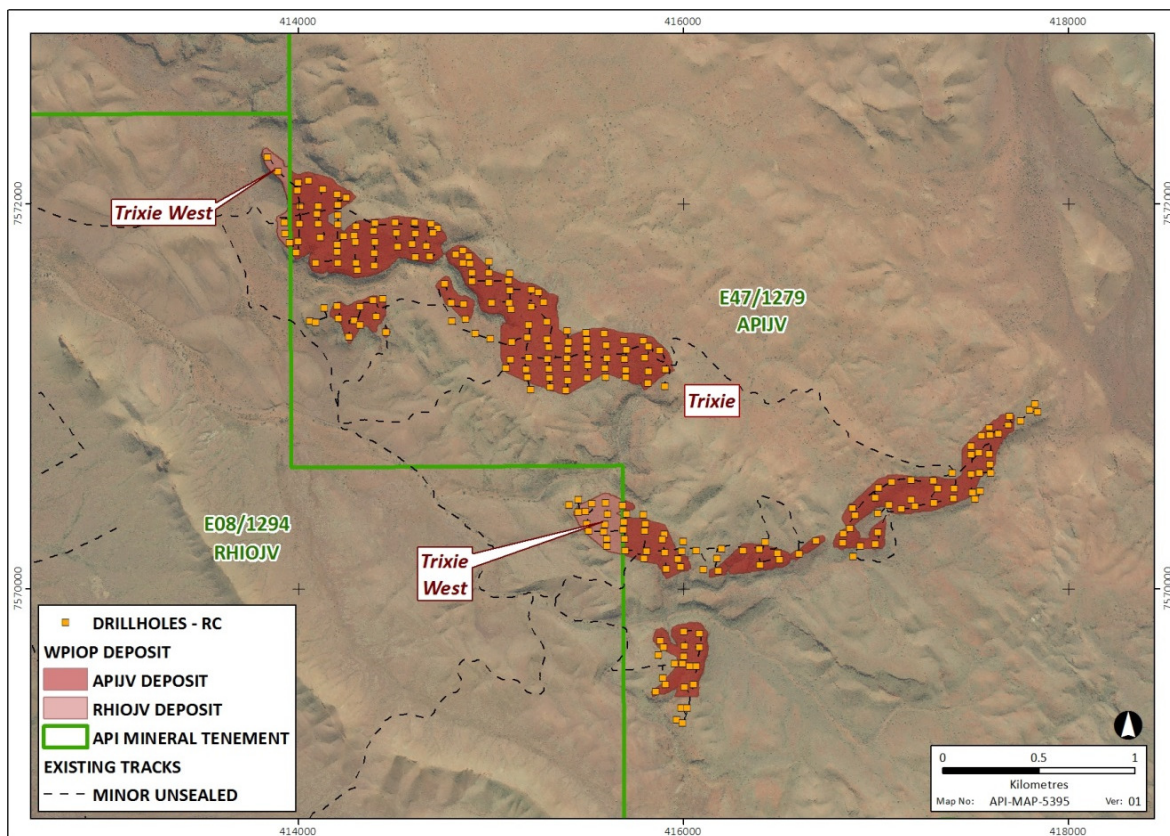 414000
416000
418000
7572000
7572000
Trixie West
E47/1279
APIJV
Trixie
E08/1294
RHIOJV
Trixie
West
7570000
7570000
DRILLHOLES - RC
WPIOP DEPOSIT
APIJV DEPOSIT
RHIOJV DEPOSIT
API MINERAL TENEMENT
EXISTING TRACKS
MINOR UNSEALED
0 0.5 1
Kilometres
Map No: API-MAP-5395 Ver: 01
414000
416000
418000